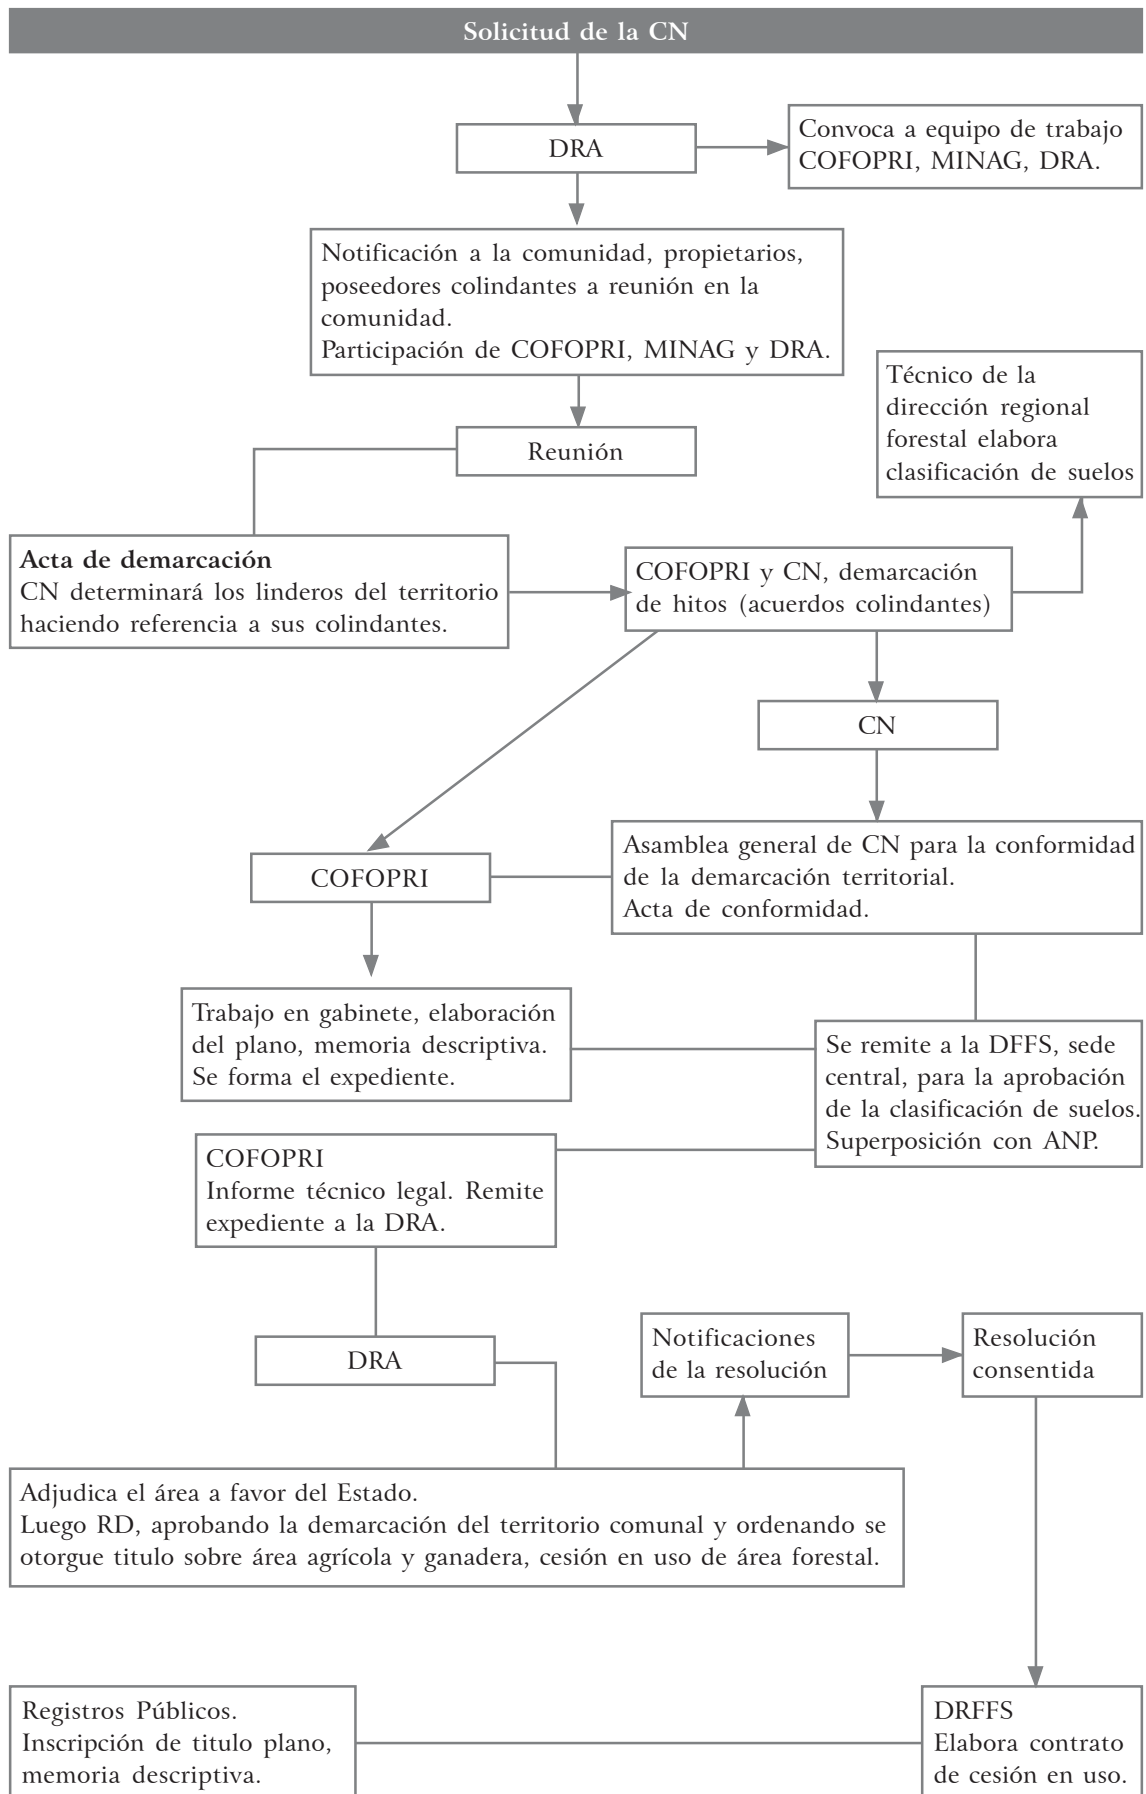 Solicitud de la CN
DRA
Convoca a equipo de trabajo
COFOPRI, MINAG, DRA.
Notificación a la comunidad, propietarios,
poseedores colindantes a reunión en la
comunidad.
Participación de COFOPRI, MINAG y DRA.
Técnico de la
dirección regional
forestal elabora
clasificación de suelos
Reunión
Acta de demarcación
CN determinará los linderos del territorio
haciendo referencia a sus colindantes.
COFOPRI y CN, demarcación
de hitos (acuerdos colindantes)
CN
Asamblea general de CN para la conformidad
de la demarcación territorial.
Acta de conformidad.
COFOPRI
Trabajo en gabinete, elaboración
del plano, memoria descriptiva.
Se forma el expediente.
Se remite a la DFFS, sede
central, para la aprobación
de la clasificación de suelos.
Superposición con ANP.
COFOPRI
Informe técnico legal. Remite
expediente a la DRA.
DRA
Notificaciones
de la resolución
Resolución
consentida
Adjudica el área a favor del Estado.
Luego RD, aprobando la demarcación del territorio comunal y ordenando se
otorgue titulo sobre área agrícola y ganadera, cesión en uso de área forestal.
Registros Públicos.
Inscripción de titulo plano,
memoria descriptiva.
DRFFS
Elabora contrato
de cesión en uso.